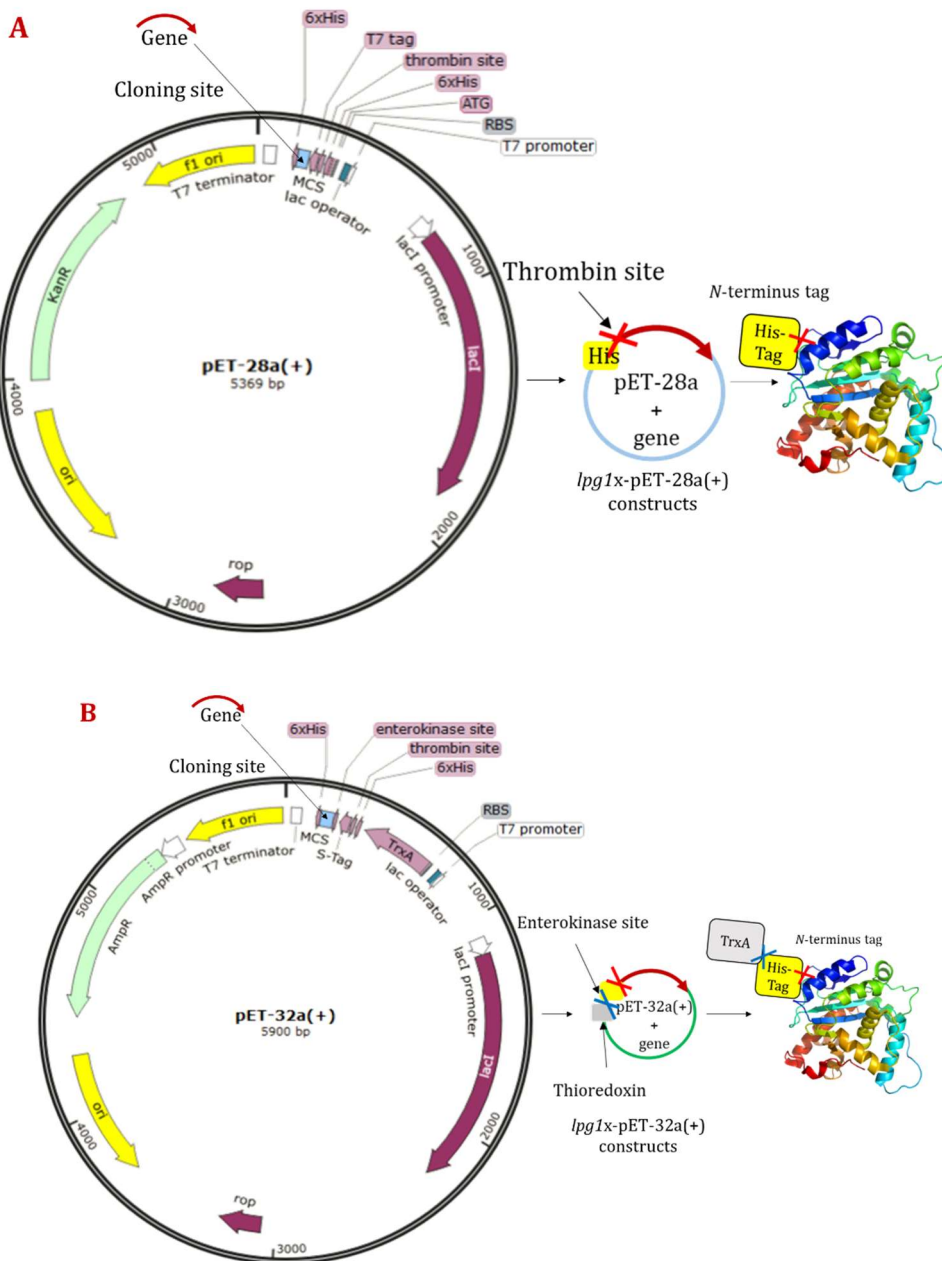 A
Gene
Cloning site
6xHis
T7 tag
thrombin site
6xHis
ATG
RBS
T7 promoter
5000
f1 ori
T7 terminator
MCS
lac operator
lacI promoter
1000
KanR
lacI
pET-28a(+)
5369 bp
4000
ori
2000
rop
3000
Thrombin site
His
pET-28a
+
gene
lpg1x-pET-28a(+)
constructs
N-terminus tag
His-
Tag
B
Gene
Cloning site
6xHis
enterokinase site
thrombin site
6xHis
RBS
T7 promoter
f1 ori
MCS
S-Tag
TrxA
AmpR promoter
T7 terminator
lac operator
1000
5000
AmpR
lacI promoter
lacI
pET-32a(+)
5900 bp
ori
4000
2000
rop
3000
Enterokinase site
pET-32a(+)
+
gene
Thioredoxin
lpg1x-pET-32a(+)
constructs
TrxA
N-terminus tag
His-
Tag